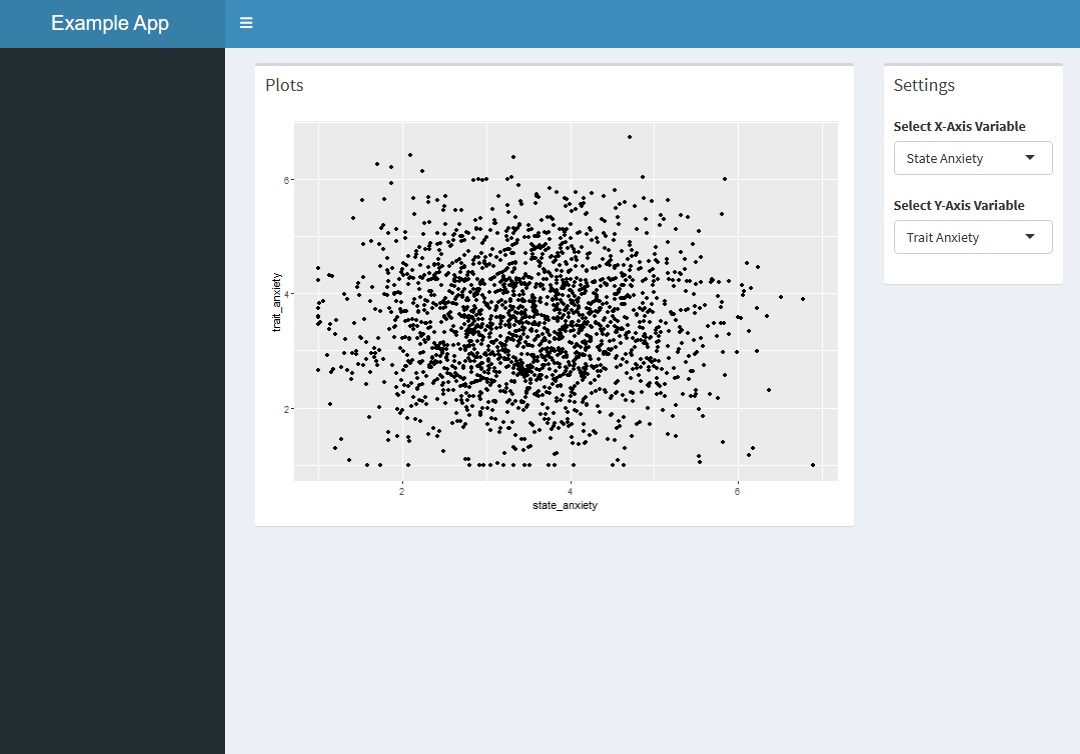 Example App
Plots
6
4
2
trait_anxiety
2
4
6
state_anxiety
Settings
Select X-Axis Variable
State Anxiety
Select Y-Axis Variable
Trait Anxiety